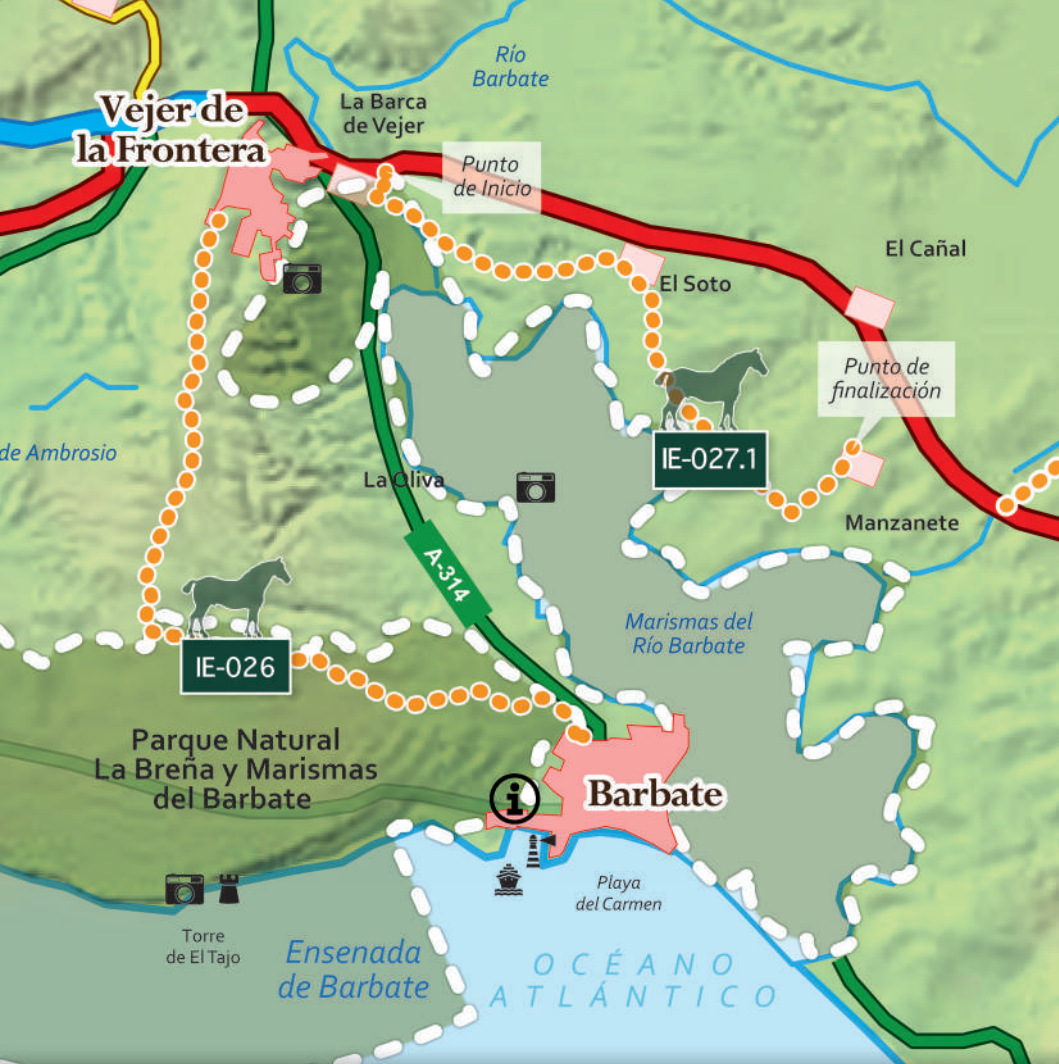 Río
Barbate
Vejer de
la Frontera
La Barca
de Vejer
Punto
de Inicio
El Cañal
El Soto
Punto de
finalización
de Ambrosio
IE-027.1
La Oliva
Manzanete
A-314
Marismas del
Río Barbate
IE-026
Parque Natural
La Breña y Marismas
del Barbate
i
Barbate
Playa
del Carmen
Torre
de El Tajo
Ensenada
de Barbate
OCÉANO
ATLÁNTICO